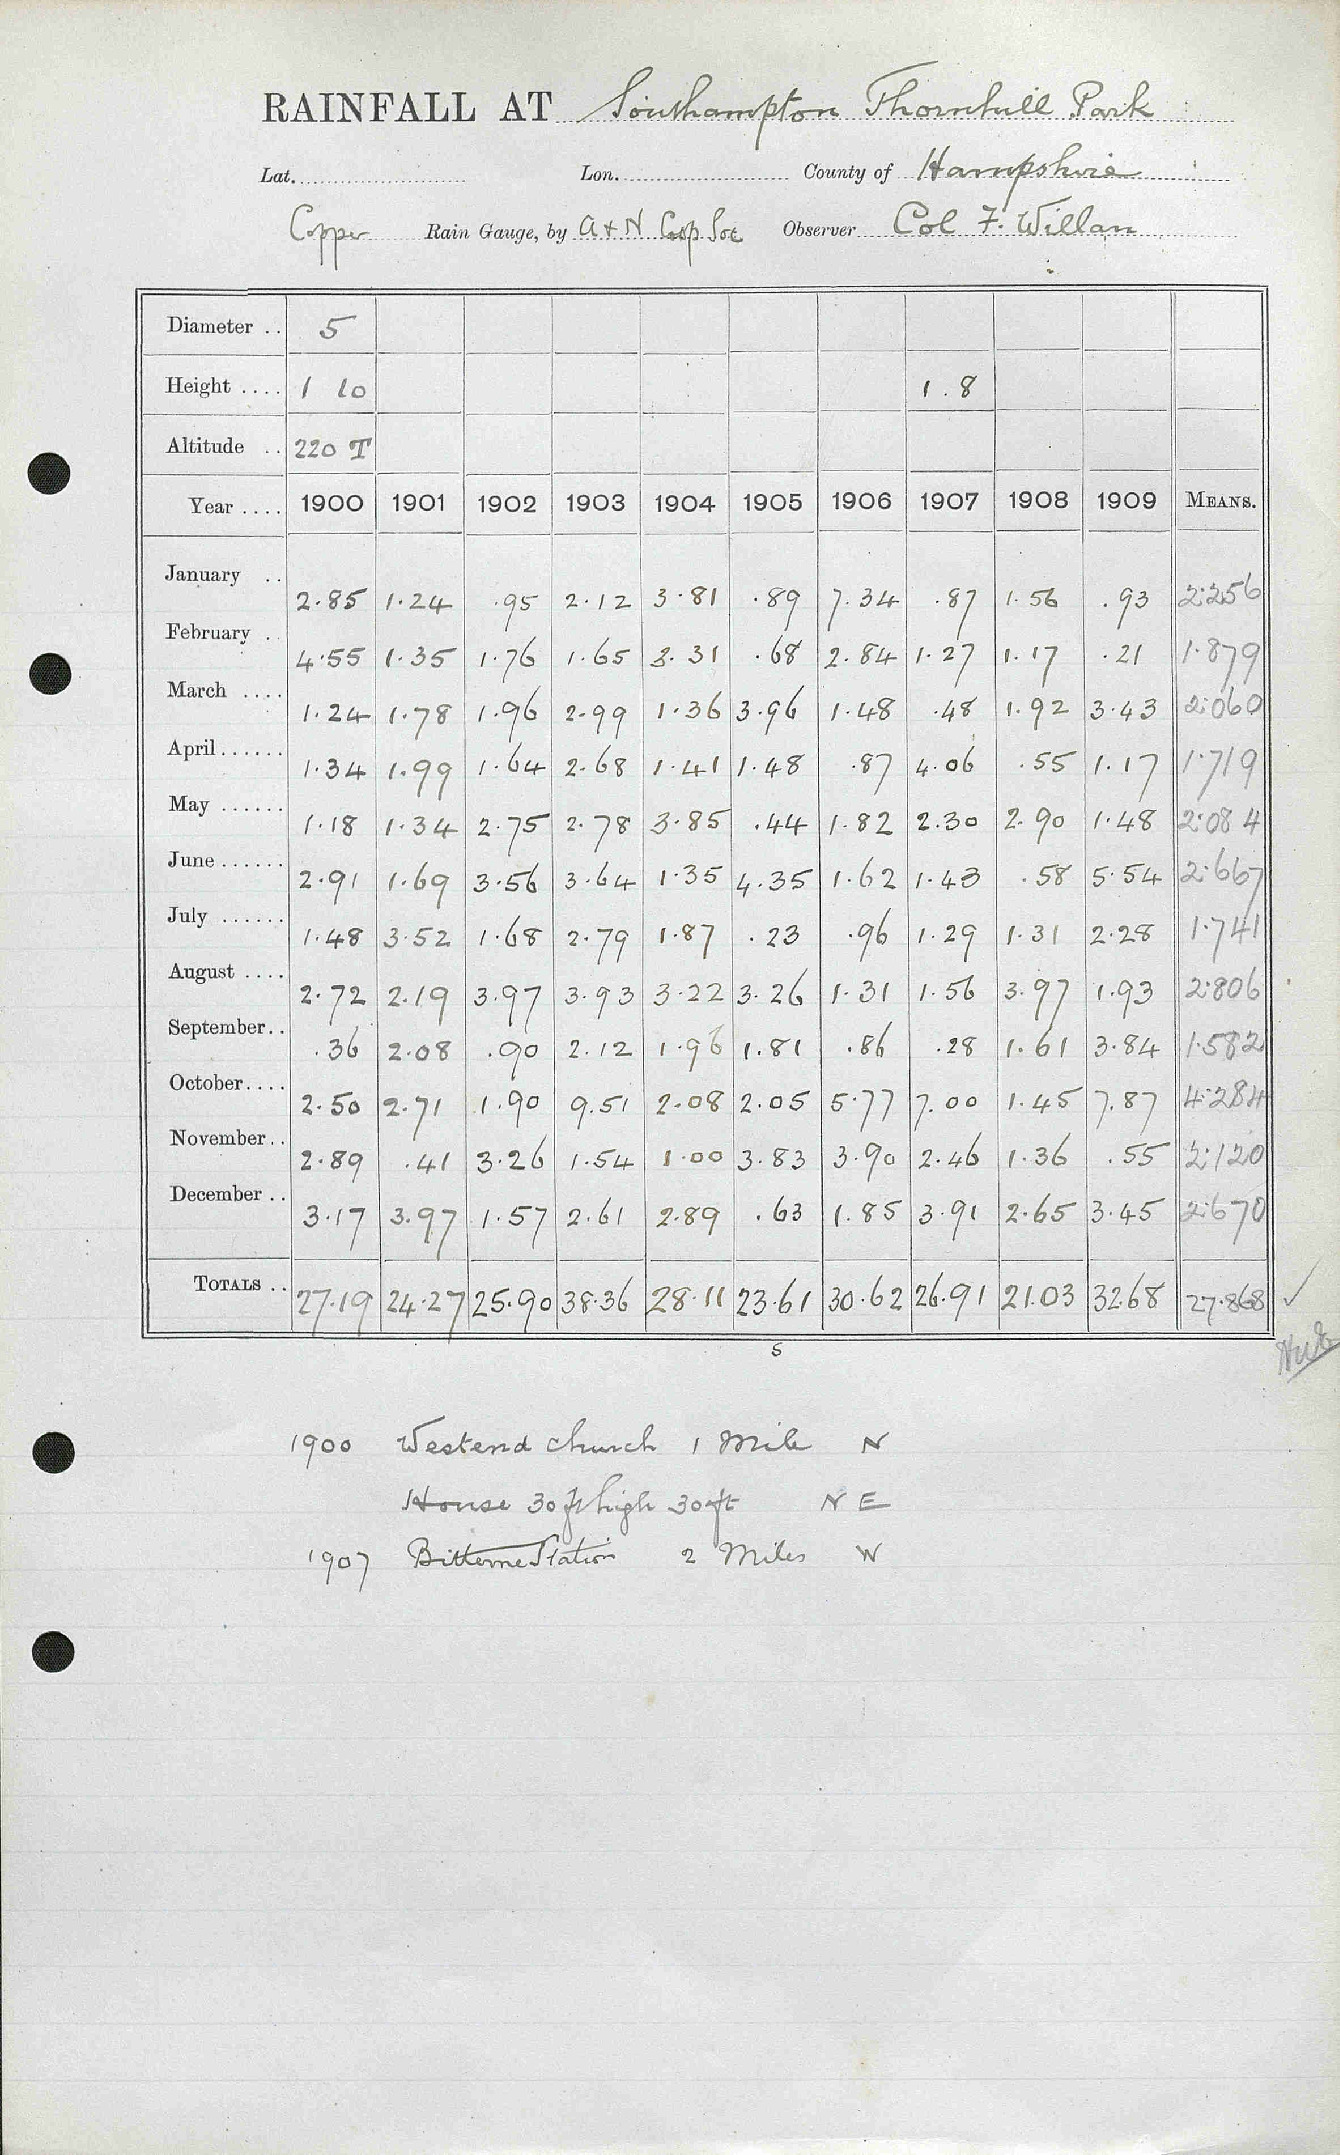 RAINFALL AT Southampton Thornhill Park
Lat. Lon. County of Hampshire
Copper Rain Gauge, by A & N Coop Soc Observer Col F. Willan
Diameter .. 5
Height .... 1 10 1.8
Altitude .. 220 T
Year .... 1900 1901 1902 1903 1904 1905 1906 1907 1908 1909 MEANS.
January .. 2.85 1.24 .95 2.12 3.81 .89 7.34 .87 1.56 .93 2.256
February .. 4.55 1.35 1.76 1.65 3.31 .68 2.84 1.27 1.17 .21 1.879
March .... 1.24 1.78 1.96 2.99 1.36 3.96 1.48 .48 1.92 3.43 2.060
April...... 1.34 1.99 1.64 2.68 1.41 1.48 .87 4.06 .55 1.17 1.719
May ...... 1.18 1.34 2.75 2.78 3.85 .44 1.82 2.30 2.90 1.48 2.084
June...... 2.91 1.69 3.56 3.64 1.35 4.35 1.62 1.43 .58 5.54 2.667
July ...... 1.48 3.52 1.68 2.79 1.87 .23 .96 1.29 1.31 2.28 1.741
August .... 2.72 2.19 3.97 3.93 3.22 3.26 1.31 1.56 3.97 1.93 2.806
September.. .36 2.08 .90 2.12 1.96 1.81 .86 .28 1.61 3.84 1.582
October.... 2.50 2.71 1.90 9.51 2.08 2.05 5.77 7.00 1.45 7.87 4.284
November.. 2.89 .41 3.26 1.54 1.00 3.83 3.90 2.46 1.36 .55 2.120
December .. 3.17 3.97 1.57 2.61 2.89 .63 1.85 3.91 2.65 3.45 2.670
TOTALS .. 27.19 24.27 25.90 38.36 28.11 23.61 30.62 26.91 21.03 32.68 27.868
5
1900 Westend church 1 Mile N
House 30 ft high 30 ft N E
1907 Bitterne Station 2 Miles W